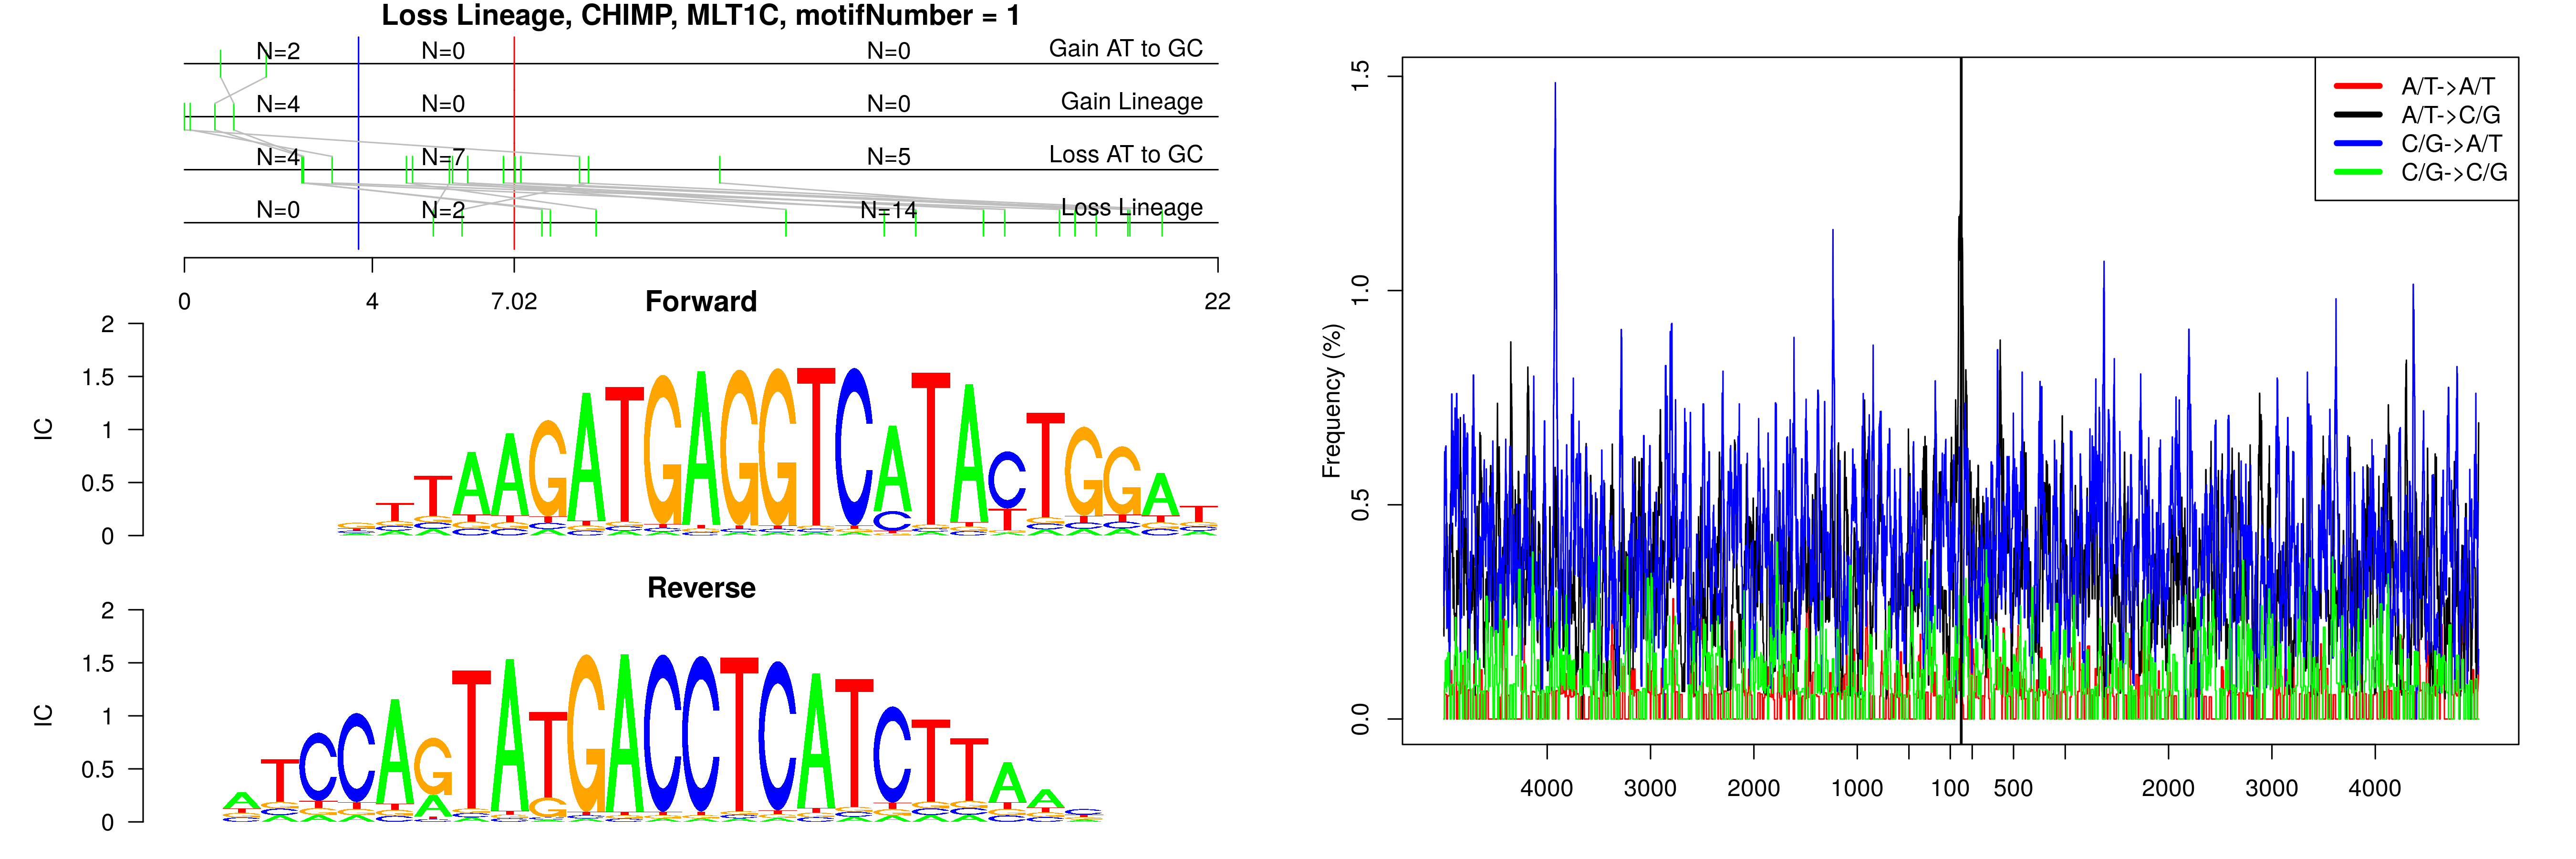 Loss Lineage, CHIMP, MLT1C, motifNumber = 1
N=2 N=0 N=0 Gain AT to GC
N=4 N=0 N=0 Gain Lineage
N=4 N=7 N=5 Loss AT to GC
N=0 N=2 N=14 Loss Lineage
0 4 7.02 22
Forward
IC
2
1.5
1
0.5
0
TTAAGATGAGGTCATACTGGAT
Reverse
IC
2
1.5
1
0.5
0
ATCCAGTATGACCTCATCTTAA
Frequency (%)
1.5
1.0
0.5
0.0
A/T->A/T
A/T->C/G
C/G->A/T
C/G->C/G
4000 3000 2000 1000 100 500 2000 3000 4000